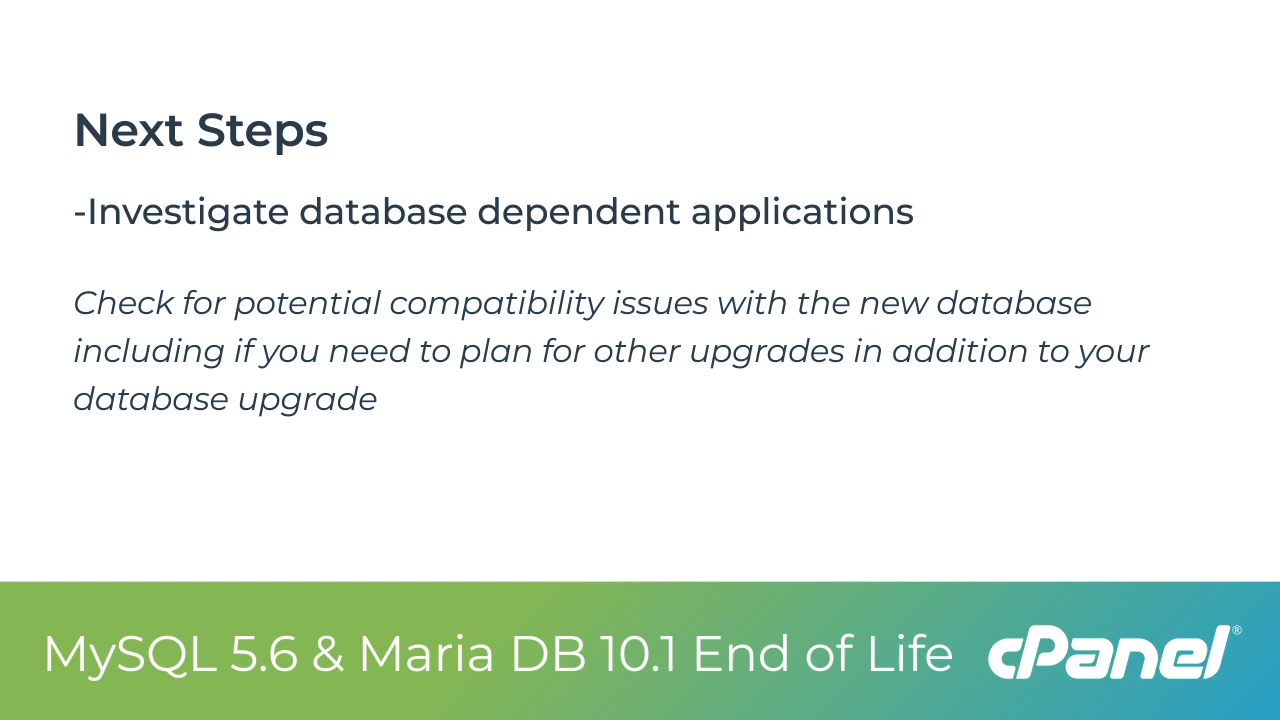 Next Steps
-Investigate database dependent applications
Check for potential compatibility issues with the new database
including if you need to plan for other upgrades in addition to your
database upgrade
MySQL 5.6 & Maria DB 10.1 End of Life cPanel®